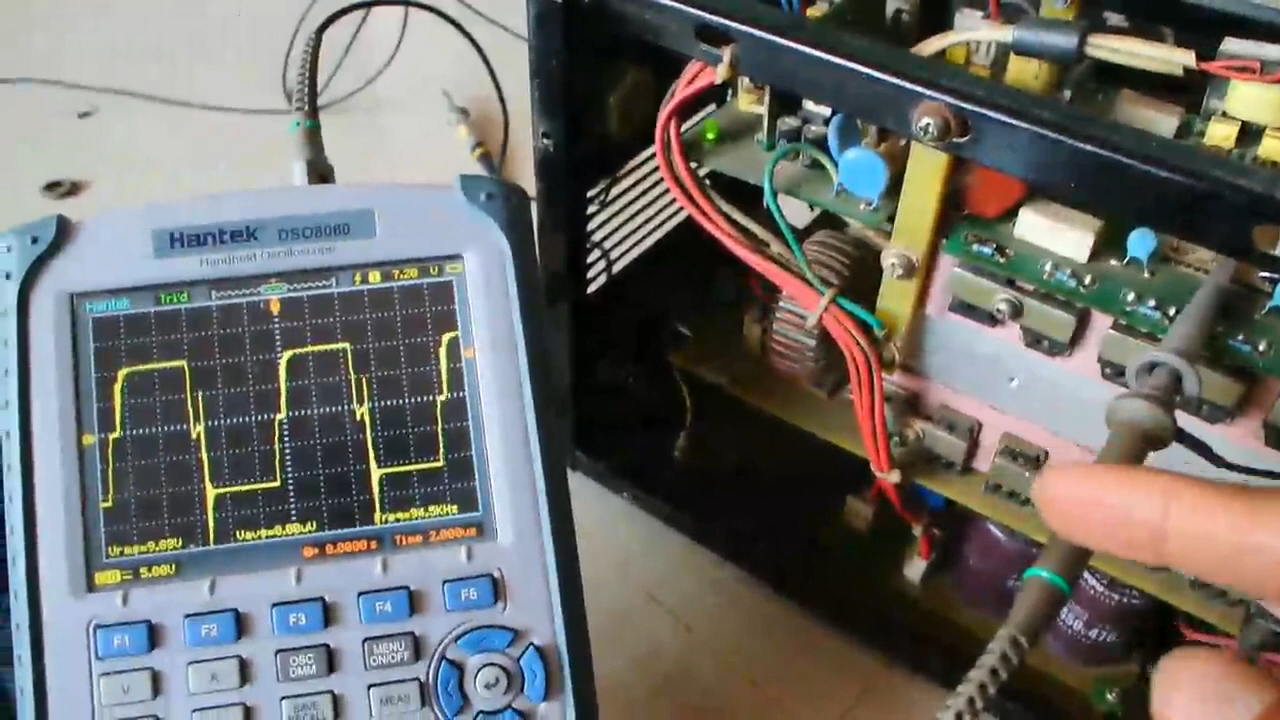 Hantek DSO8060
Handheld Oscilloscope
Hantek Trig'd 7.20 V
Vrms=9.69V Vavg=0.00uV Freq=94.5KHz
0.0000s Time 2.000us
5.00V
F1 F2 F3 F4 F5
V A OSC DMM MENU ON/OFF
SAVE RECALL MEAS